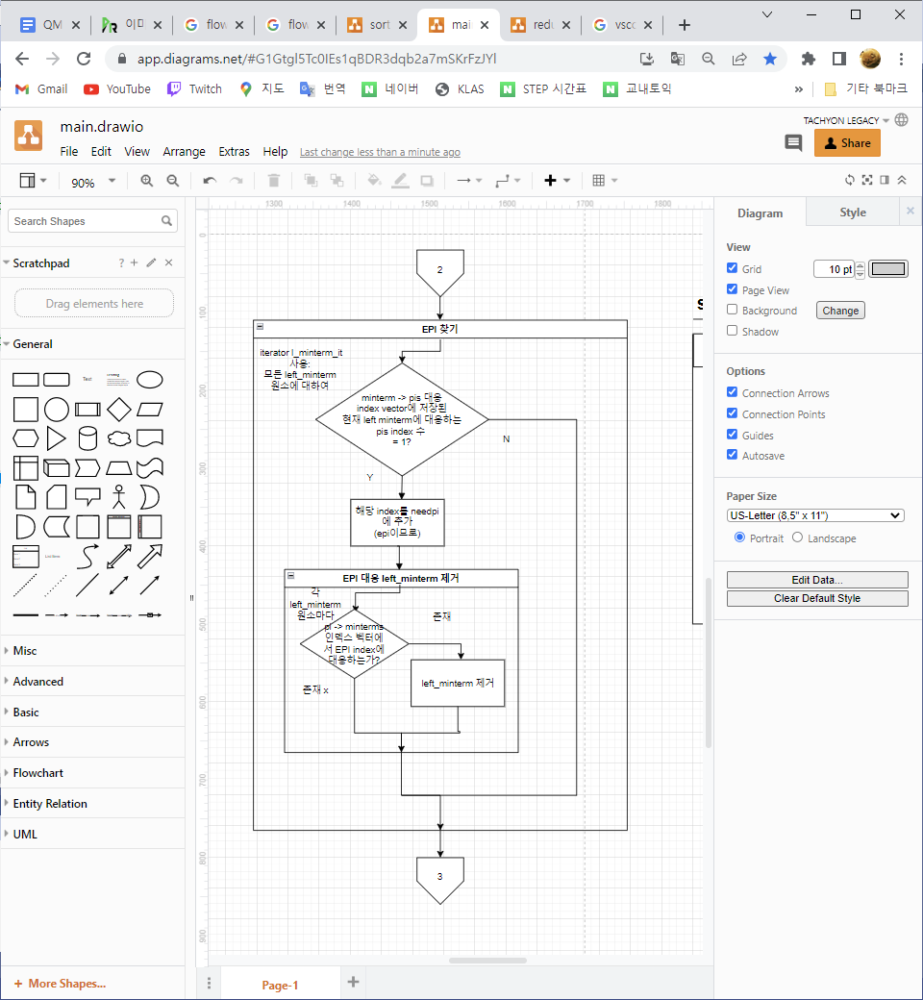 QM
이ㅁ
flow
flow
sort
mai
redu
vsco
app.diagrams.net/#G1Gtgl5Tc0IEs1qBDR3dqb2a7mSKrFzJYl
Gmail
YouTube
Twitch
지도
번역
네이버
KLAS
STEP 시간표
교내토익
»
기타 북마크
main.drawio
TACHYON LEGACY
File Edit View Arrange Extras Help Last change less than a minute ago
Share
90%
Search Shapes
Scratchpad
Drag elements here
General
Text
Heading
List Item
Misc
Advanced
Basic
Arrows
Flowchart
Entity Relation
UML
+ More Shapes...
1300 1400 1500 1600 1700 1800
0
100
200
300
400
500
600
700
800
900
2
EPI 찾기
iterator l_minterm_it
사용:
모든 left_minterm
원소에 대하여
minterm -> pis 대응
index vector에 저장된
현재 left minterm에 대응하는
pis index 수
= 1?
N
Y
해당 index를 needpi
에 추가
(epi이므로)
EPI 대응 left_minterm 제거
각
left_minterm
원소마다
존재
pi -> minterms
인덱스 벡터에
서 EPI index에
대응하는가?
left_minterm 제거
존재 x
3
S
Page-1
Diagram
Style
View
Grid
10 pt
Page View
Background
Change
Shadow
Options
Connection Arrows
Connection Points
Guides
Autosave
Paper Size
US-Letter (8,5" x 11")
Portrait
Landscape
Edit Data...
Clear Default Style